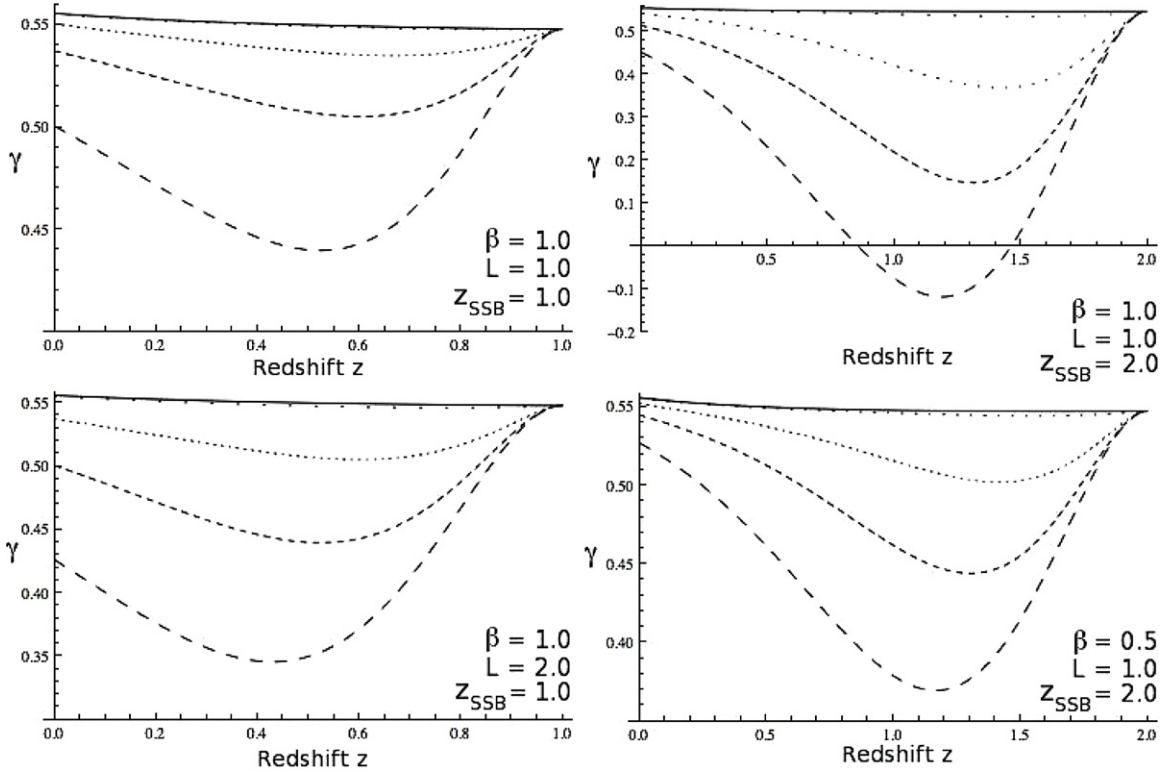 0.55
0.50
0.45
γ
β = 1.0
L = 1.0
z_SSB = 1.0
0.0 0.2 0.4 0.6 0.8 1.0
Redshift z
0.5
0.4
0.3
0.2
0.1
−0.1
−0.2
γ
0.5 1.0 1.5 2.0
β = 1.0
L = 1.0
z_SSB = 2.0
Redshift z
0.55
0.50
0.45
0.40
0.35
γ
β = 1.0
L = 2.0
z_SSB = 1.0
0.0 0.2 0.4 0.6 0.8 1.0
Redshift z
0.55
0.50
0.45
0.40
γ
β = 0.5
L = 1.0
z_SSB = 2.0
0.0 0.5 1.0 1.5 2.0
Redshift z